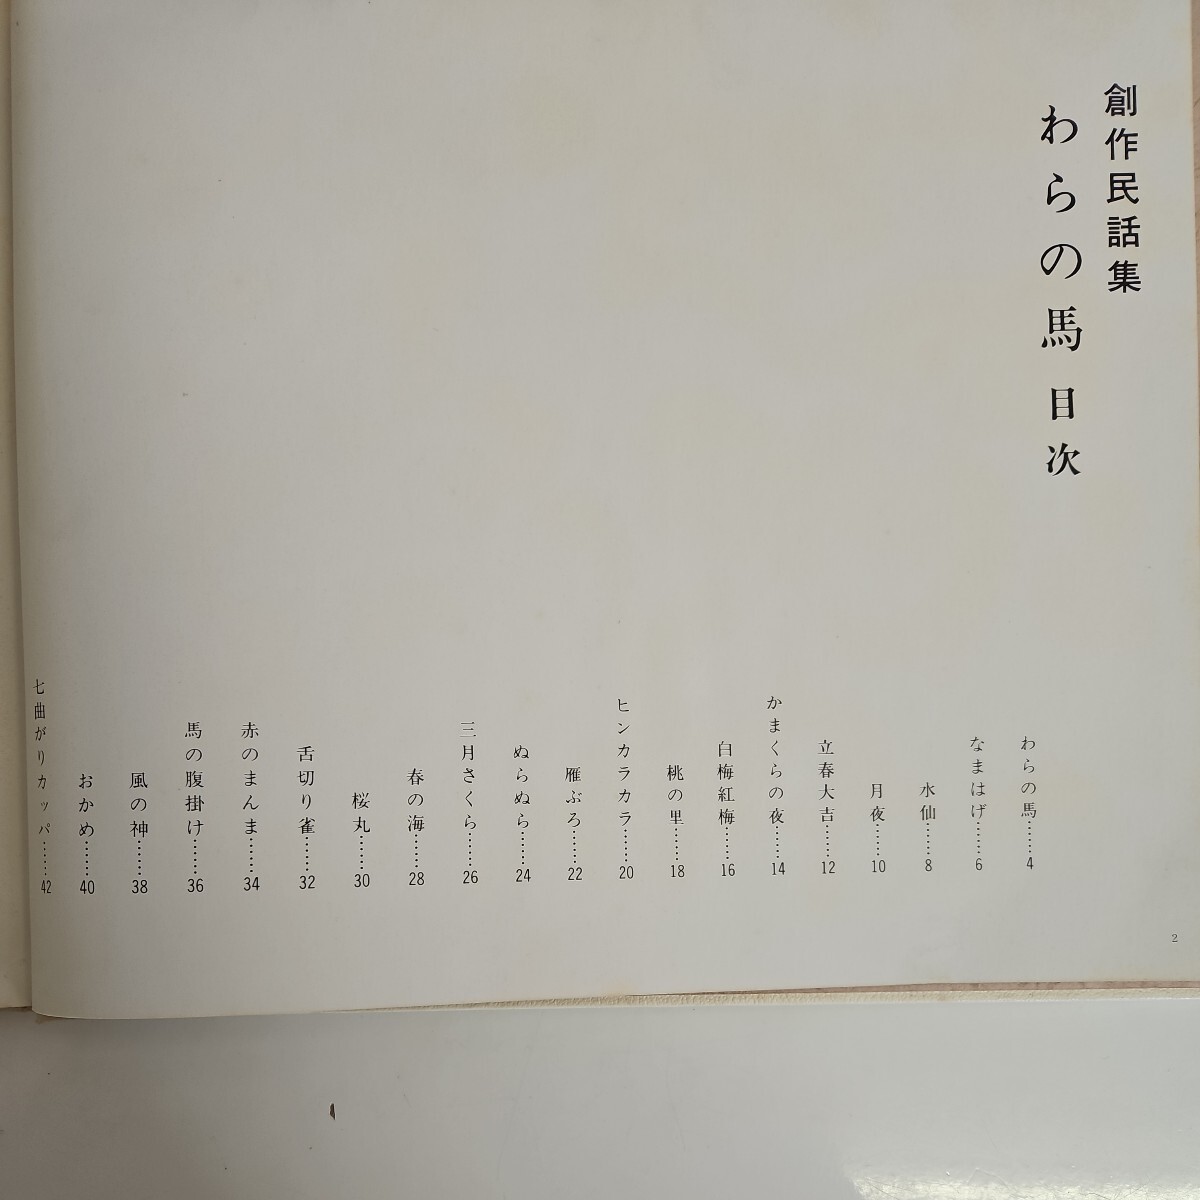 創作民話集
わらの馬 目次
わらの馬……4
なまはげ……6
水仙……8
月夜……10
立春大吉……12
かまくらの夜……14
白梅紅梅……16
桃の里……18
ヒンカラカラ……20
雁ぶろ……22
ぬらぬら……24
三月さくら……26
春の海……28
桜丸……30
舌切り雀……32
赤のまんま……34
馬の腹掛け……36
風の神……38
おかめ……40
七曲がりカッパ……42
2